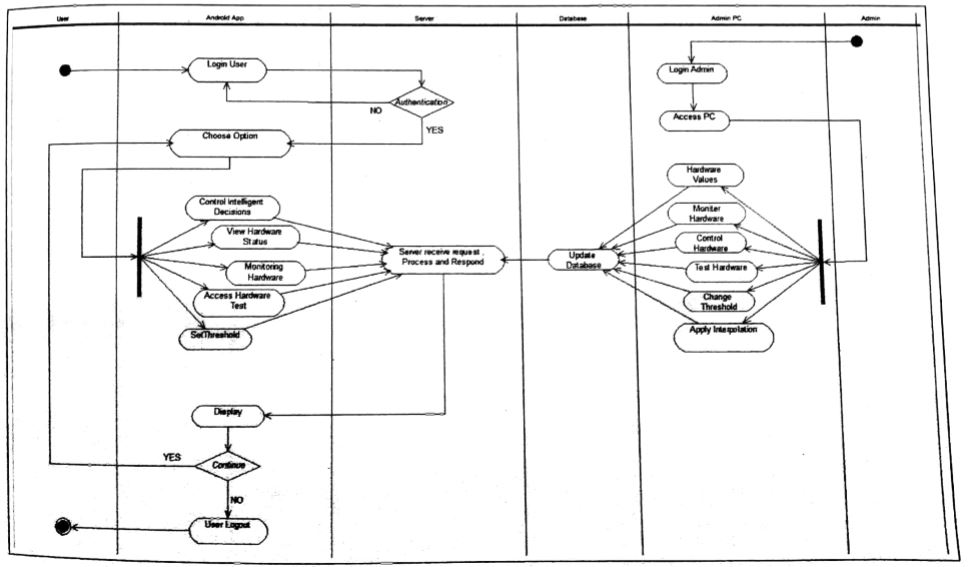 User Android App Server Database Admin PC Admin
Login User
Login Admin
Authentication
NO
YES
Access PC
Choose Option
Hardware
Values
Control Intelligent
Decisions
Moniter
Hardware
View Hardware
Status
Control
Hardware
Server receive request ,
Process and Respond
Update
Database
Monitoring
Hardware
Test Hardware
Access Hardware
Test
Change
Threshold
SetThreshold
Apply Interpolation
Display
YES
Continue
NO
User Logout